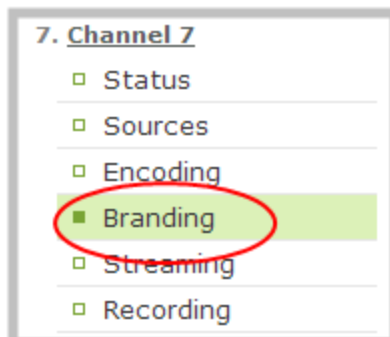 7. Channel 7
Status
Sources
Encoding
Branding
Streaming
Recording